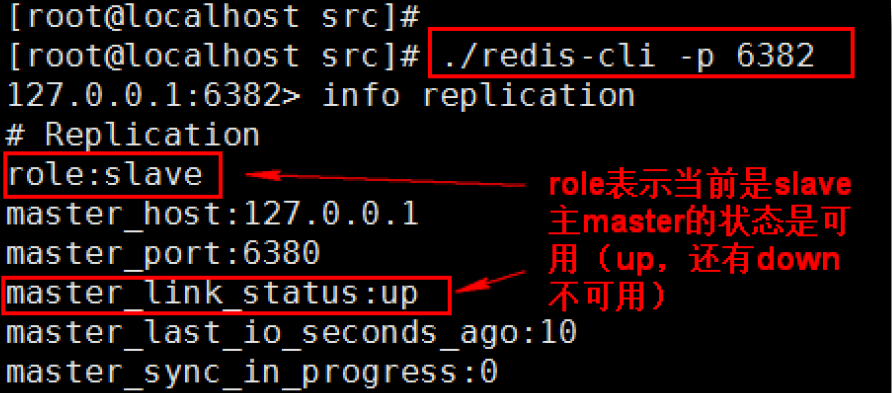 [root@localhost src]#
[root@localhost src]# ./redis-cli -p 6382
127.0.0.1:6382> info replication
# Replication
role:slave
master_host:127.0.0.1
master_port:6380
master_link_status:up
master_last_io_seconds_ago:10
master_sync_in_progress:0
role表示当前是slave
主master的状态是可
用（up，还有down
不可用）